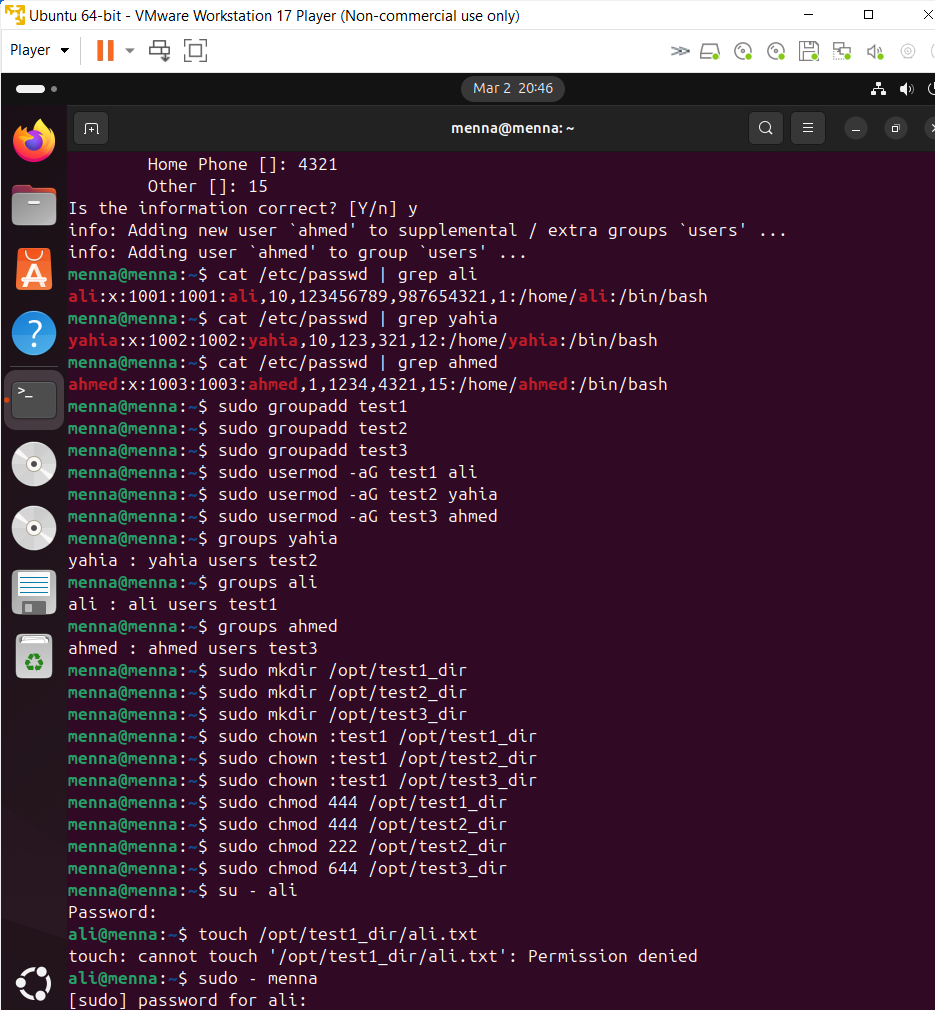 Ubuntu 64-bit - VMware Workstation 17 Player (Non-commercial use only)
Player
Mar 2 20:46
menna@menna: ~
Home Phone []: 4321
Other []: 15
Is the information correct? [Y/n] y
info: Adding new user `ahmed' to supplemental / extra groups `users' ...
info: Adding user `ahmed' to group `users' ...
menna@menna:~$ cat /etc/passwd | grep ali
ali:x:1001:1001:ali,10,123456789,987654321,1:/home/ali:/bin/bash
menna@menna:~$ cat /etc/passwd | grep yahia
yahia:x:1002:1002:yahia,10,123,321,12:/home/yahia:/bin/bash
menna@menna:~$ cat /etc/passwd | grep ahmed
ahmed:x:1003:1003:ahmed,1,1234,4321,15:/home/ahmed:/bin/bash
menna@menna:~$ sudo groupadd test1
menna@menna:~$ sudo groupadd test2
menna@menna:~$ sudo groupadd test3
menna@menna:~$ sudo usermod -aG test1 ali
menna@menna:~$ sudo usermod -aG test2 yahia
menna@menna:~$ sudo usermod -aG test3 ahmed
menna@menna:~$ groups yahia
yahia : yahia users test2
menna@menna:~$ groups ali
ali : ali users test1
menna@menna:~$ groups ahmed
ahmed : ahmed users test3
menna@menna:~$ sudo mkdir /opt/test1_dir
menna@menna:~$ sudo mkdir /opt/test2_dir
menna@menna:~$ sudo mkdir /opt/test3_dir
menna@menna:~$ sudo chown :test1 /opt/test1_dir
menna@menna:~$ sudo chown :test1 /opt/test2_dir
menna@menna:~$ sudo chown :test1 /opt/test3_dir
menna@menna:~$ sudo chmod 444 /opt/test1_dir
menna@menna:~$ sudo chmod 444 /opt/test2_dir
menna@menna:~$ sudo chmod 222 /opt/test2_dir
menna@menna:~$ sudo chmod 644 /opt/test3_dir
menna@menna:~$ su - ali
Password:
ali@menna:~$ touch /opt/test1_dir/ali.txt
touch: cannot touch '/opt/test1_dir/ali.txt': Permission denied
ali@menna:~$ sudo - menna
[sudo] password for ali: